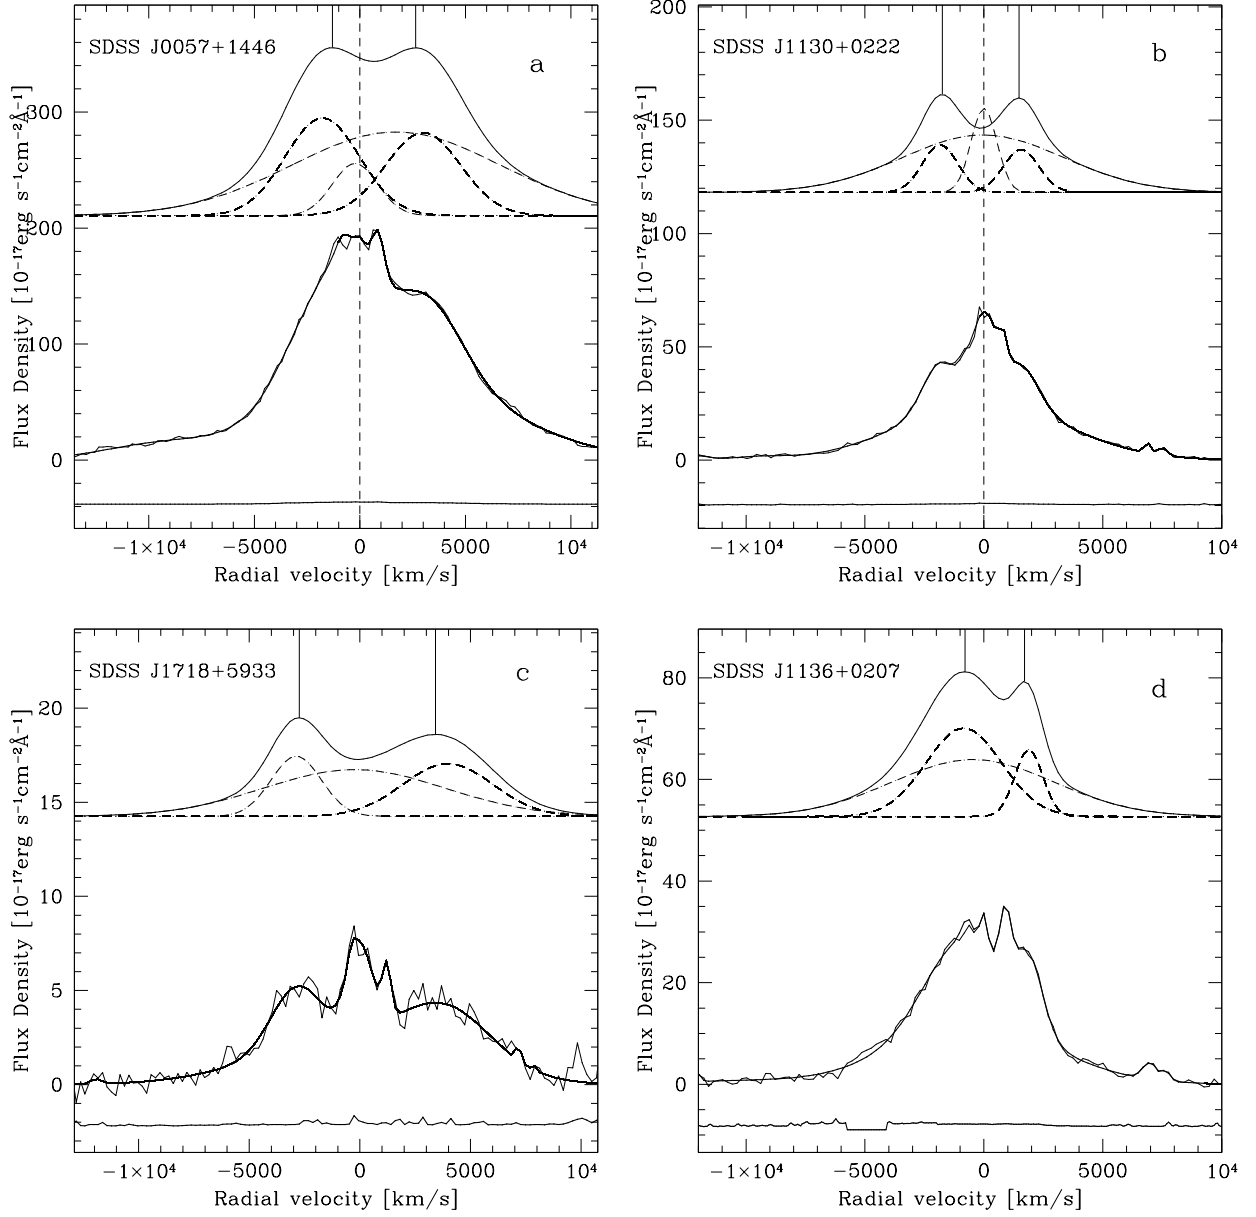 SDSS J0057+1446
a
300
200
100
0
Flux Density [10⁻¹⁷erg s⁻¹cm⁻²Å⁻¹]
−1×10⁴ −5000 0 5000 10⁴
Radial velocity [km/s]
SDSS J1130+0222
b
200
150
100
50
0
Flux Density [10⁻¹⁷erg s⁻¹cm⁻²Å⁻¹]
−1×10⁴ −5000 0 5000 10⁴
Radial velocity [km/s]
SDSS J1718+5933
c
20
15
10
5
0
Flux Density [10⁻¹⁷erg s⁻¹cm⁻²Å⁻¹]
−1×10⁴ −5000 0 5000 10⁴
Radial velocity [km/s]
SDSS J1136+0207
d
80
60
40
20
0
Flux Density [10⁻¹⁷erg s⁻¹cm⁻²Å⁻¹]
−1×10⁴ −5000 0 5000 10⁴
Radial velocity [km/s]